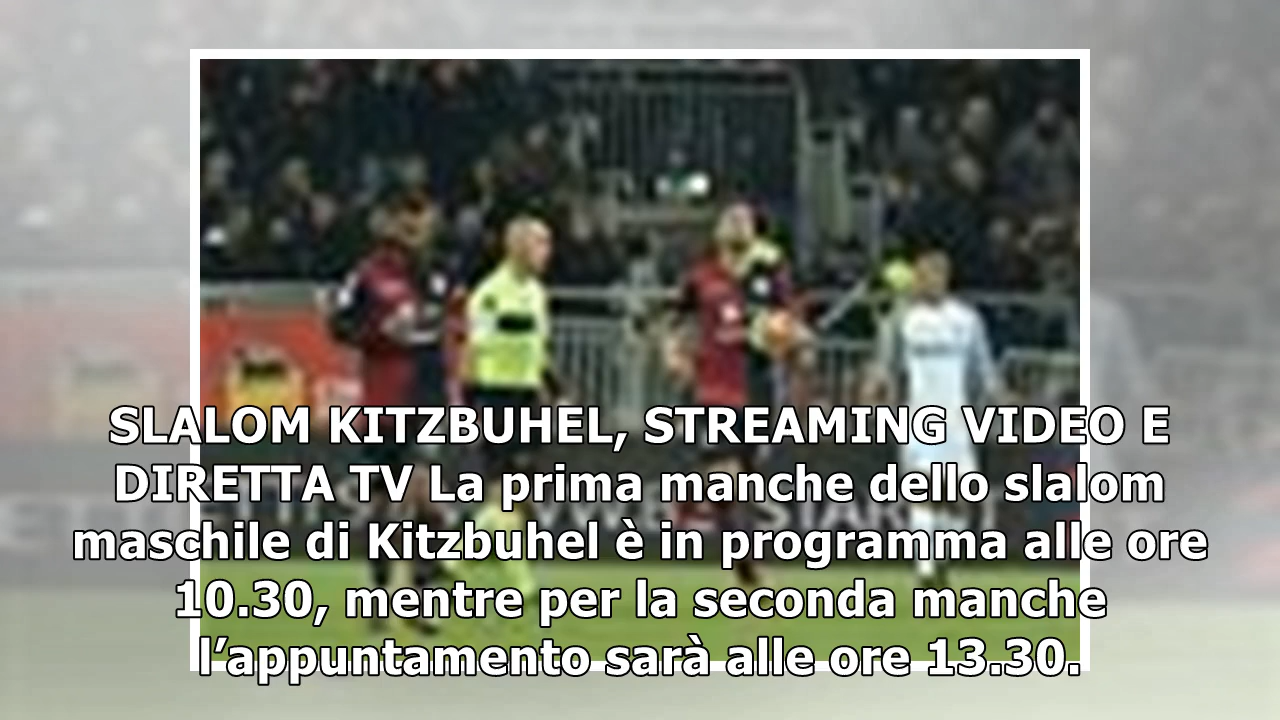 SLALOM KITZBUHEL, STREAMING VIDEO E
DIRETTA TV La prima manche dello slalom
maschile di Kitzbuhel è in programma alle ore
10.30, mentre per la seconda manche
l’appuntamento sarà alle ore 13.30.